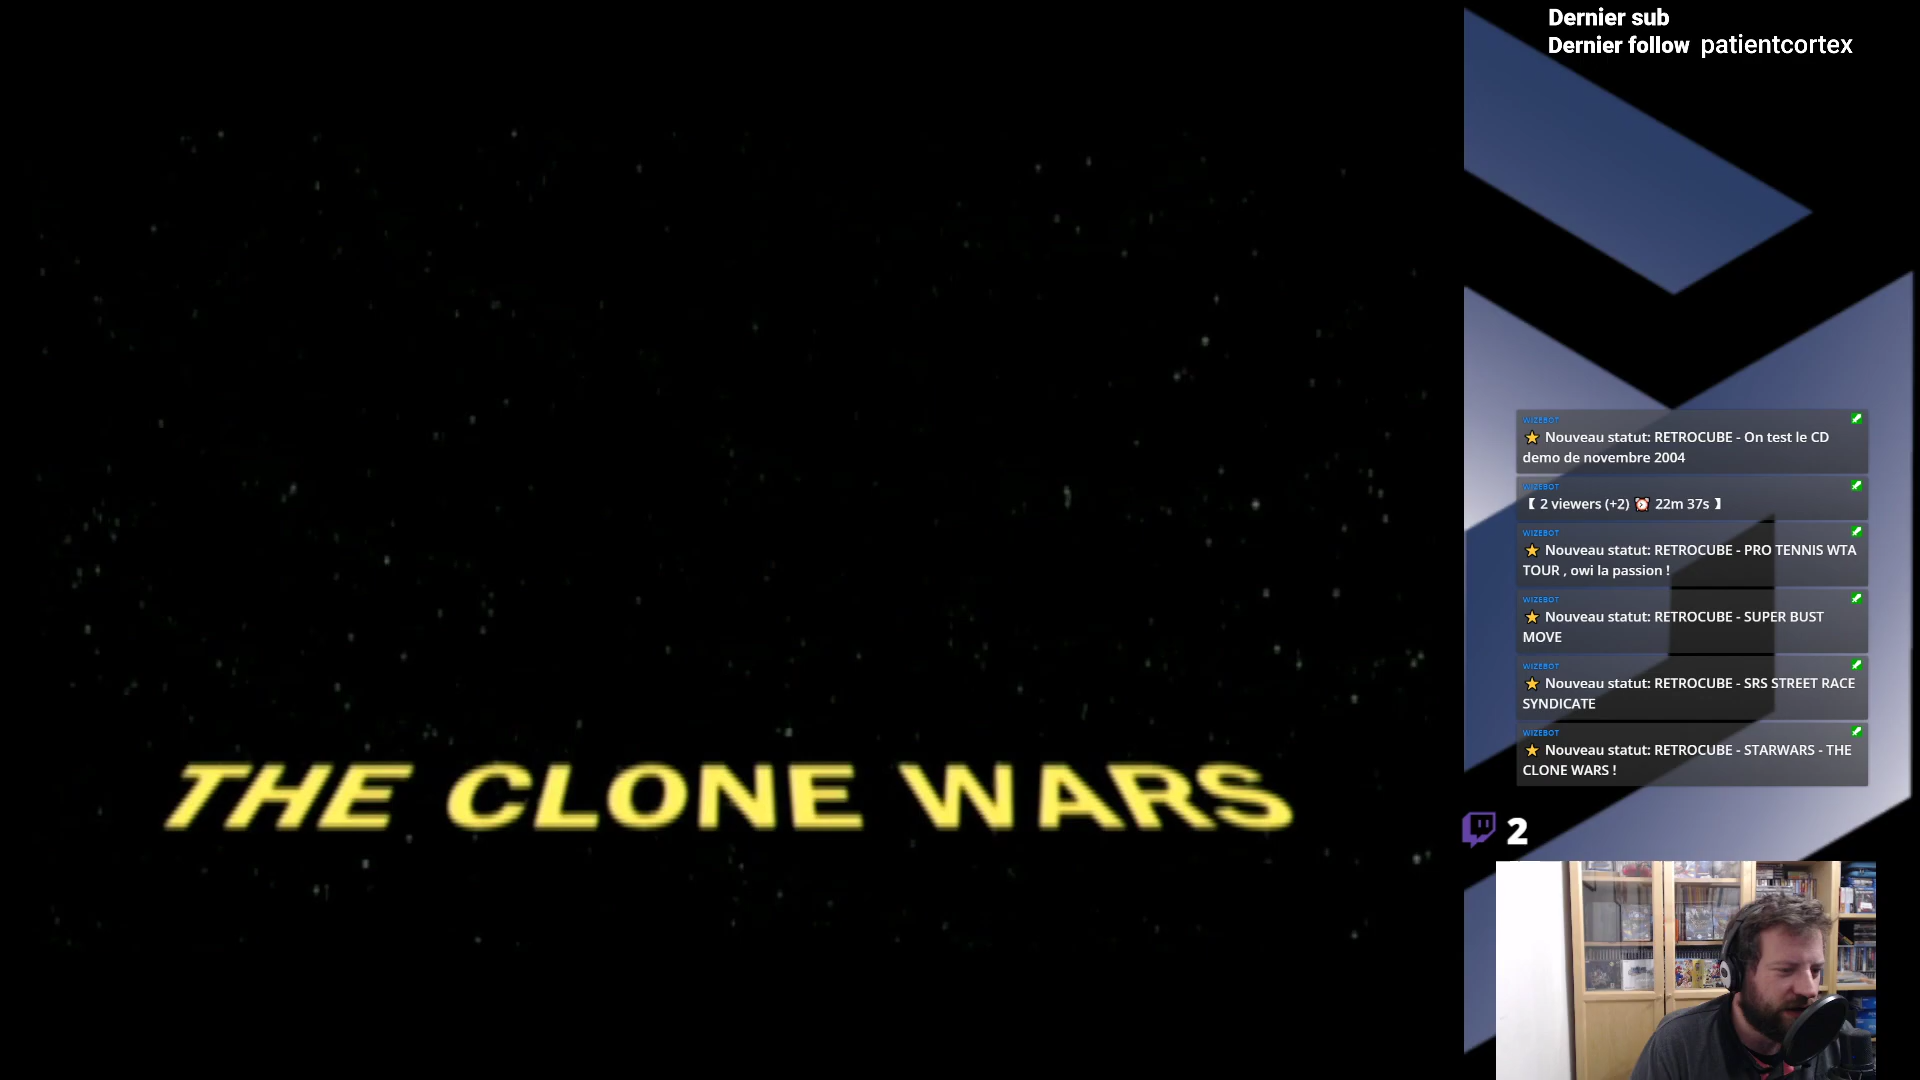 Dernier sub
Dernier follow patientcortex
WIZEBOT
⭐ Nouveau statut: RETROCUBE - On test le CD
demo de novembre 2004
WIZEBOT
【 2 viewers (+2) ⏰ 22m 37s 】
WIZEBOT
⭐ Nouveau statut: RETROCUBE - PRO TENNIS WTA
TOUR , owi la passion !
WIZEBOT
⭐ Nouveau statut: RETROCUBE - SUPER BUST
MOVE
WIZEBOT
⭐ Nouveau statut: RETROCUBE - SRS STREET RACE
SYNDICATE
WIZEBOT
⭐ Nouveau statut: RETROCUBE - STARWARS - THE
CLONE WARS !
THE CLONE WARS
2